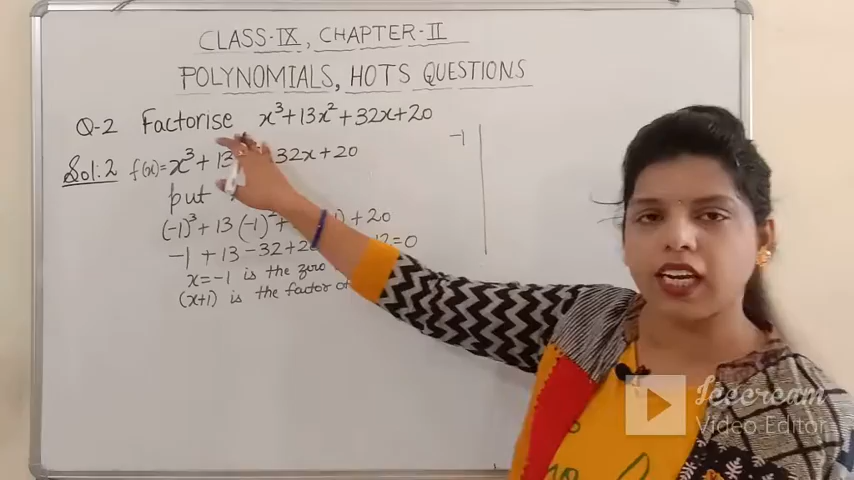 CLASS-IX, CHAPTER-II
POLYNOMIALS, HOTS QUESTIONS
Q-2 Factorise x³+13x²+32x+20
Sol:2 f(x)=x³+13 32x+20
put
(-1)³+13(-1)²+ 1)+20
-1+13-32+2 =0
x=-1 is the zero
(x+1) is the factor of
-1
Icecream
Video Editor